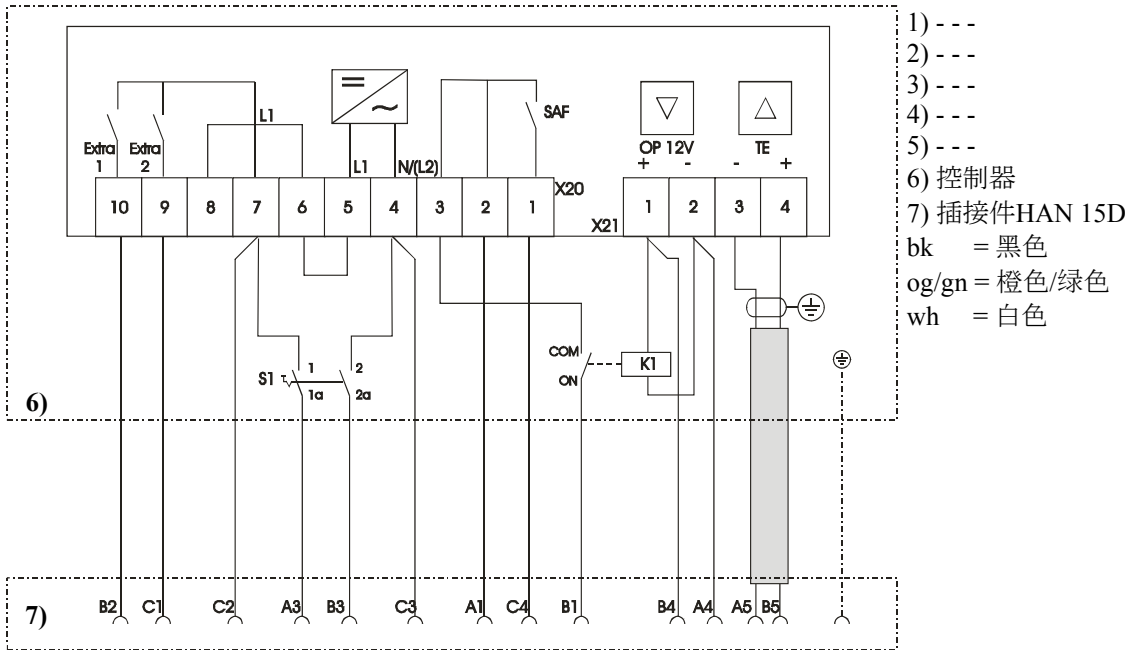 1) - - -
2) - - -
3) - - -
4) - - -
5) - - -
6) 控制器
7) 插接件HAN 15D
bk = 黑色
og/gn = 橙色/绿色
wh = 白色
SAF
L1
Extra 1
Extra 2
OP 12V
TE
+ - - +
L1 N/(L2)
X20
10 9 8 7 6 5 4 3 2 1
X21
1 2 3 4
COM
K1
ON
S1
1 2
1a 2a
6)
7)
B2 C1 C2 A3 B3 C3 A1 C4 B1 B4 A4 A5 B5